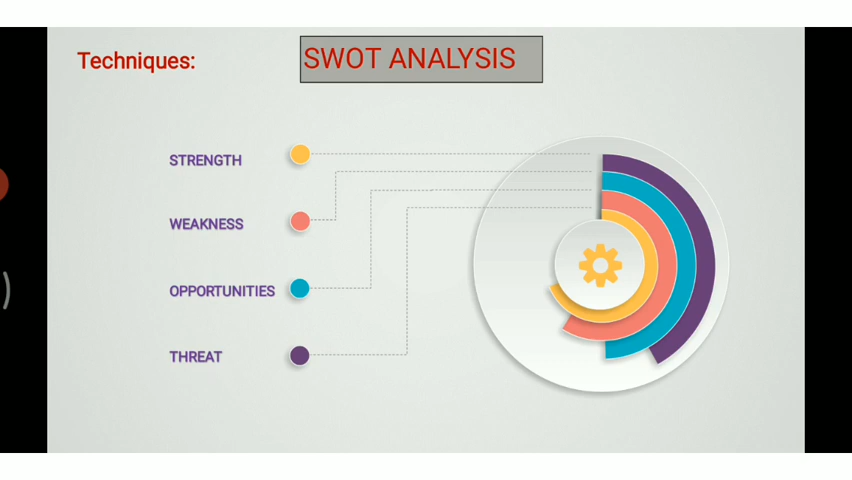 Techniques:
SWOT ANALYSIS
STRENGTH
WEAKNESS
OPPORTUNITIES
THREAT